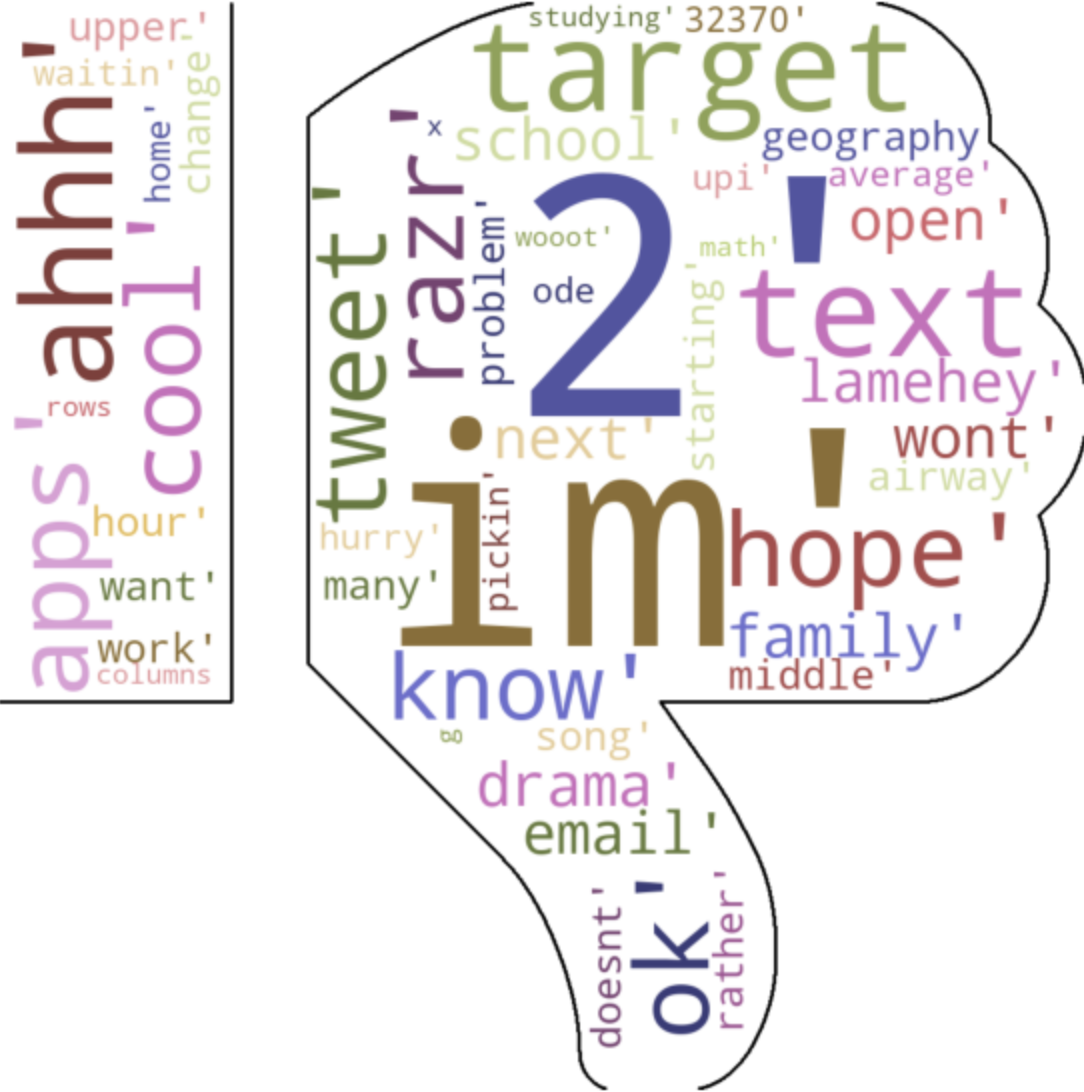 upper'
waitin'
change'
home'
ahhh'
cool'
rows
apps'
hour'
want'
work'
columns
studying'
32370'
target
x
school'
geography
razr'
upi'
average'
tweet'
problem'
2'
open'
wooot'
math'
ode
starting'
text
lamehey'
next'
wont'
airway'
im'
pickin'
hurry'
hope'
many'
family'
know'
middle'
gg
song'
drama'
email'
doesnt'
ok'
rather'